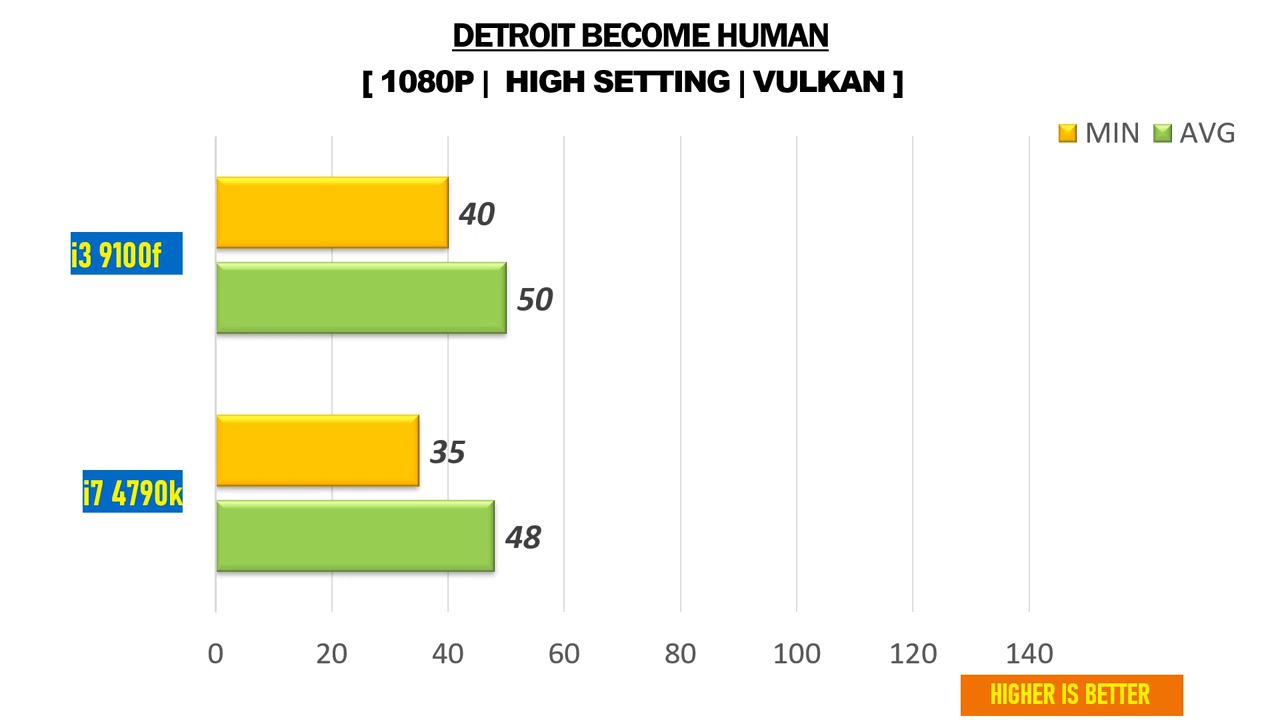 DETROIT BECOME HUMAN
[ 1080P | HIGH SETTING | VULKAN ]
MIN AVG
i3 9100f
40
50
i7 4790k
35
48
0 20 40 60 80 100 120 140
HIGHER IS BETTER